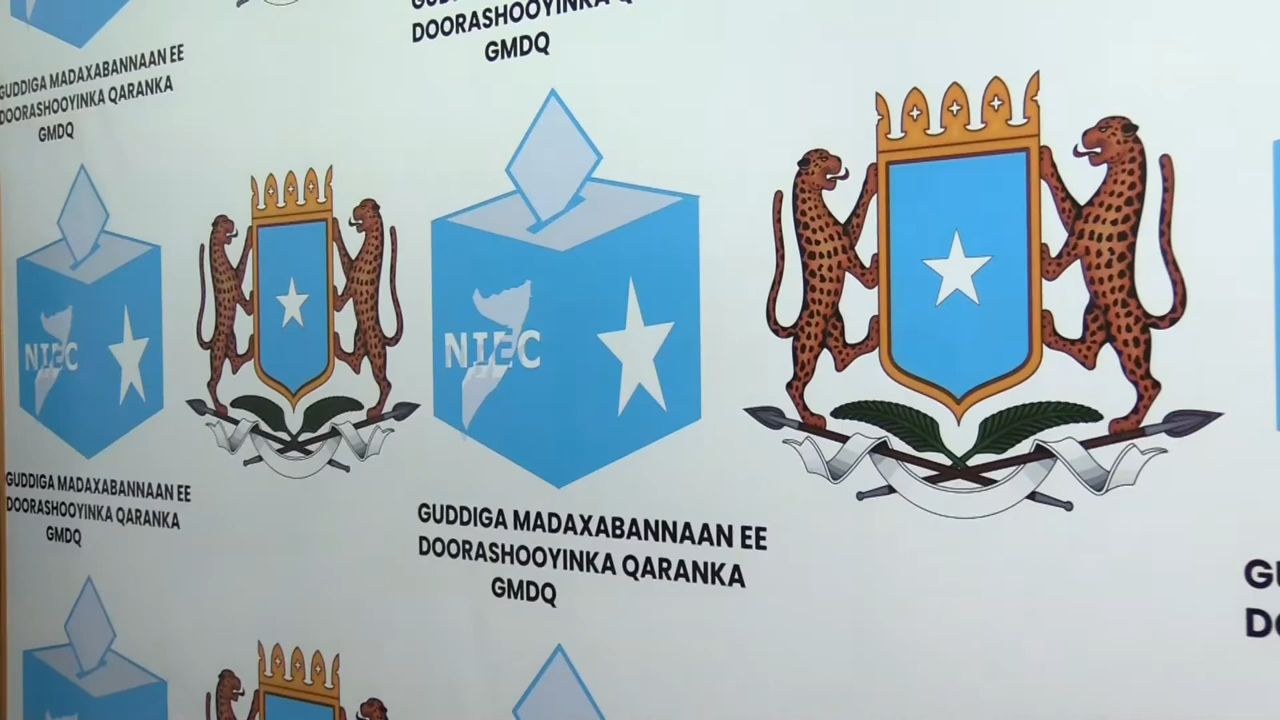 DOORASHOOYINKA Q
GMDQ
GUDDIGA MADAXABANNAAN EE
DOORASHOOYINKA QARANKA
GMDQ
NIEC
NIEC
GUDDIGA MADAXABANNAAN EE
DOORASHOOYINKA QARANKA
GMDQ
GUDDIGA MADAXABANNAAN EE
DOORASHOOYINKA QARANKA
GMDQ